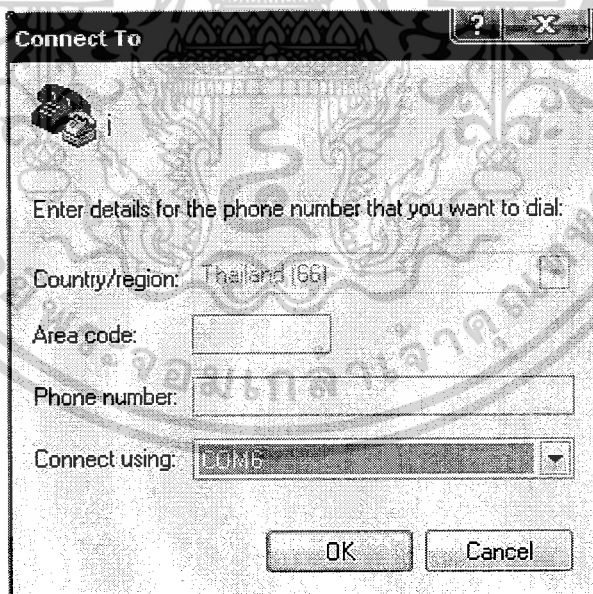 Connect To
i
Enter details for the phone number that you want to dial:
Country/region: Thailand (66)
Area code:
Phone number:
Connect using: COM6
OK Cancel